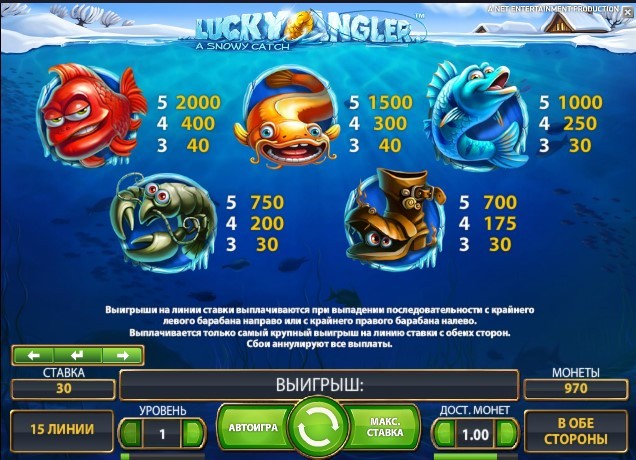 A NET ENTERTAINMENT PRODUCTION
LUCKY ANGLER™
A SNOWY CATCH
5 2000
4 400
3 40
5 1500
4 300
3 40
5 1000
4 250
3 30
5 750
4 200
3 30
5 700
4 175
3 30
Выигрыши на линии ставки выплачиваются при выпадении последовательности с крайнего
левого барабана направо или с крайнего правого барабана налево.
Выплачивается только самый крупный выигрыш на линию ставки с обеих сторон.
Сбои аннулируют все выплаты.
СТАВКА
30
ВЫИГРЫШ:
МОНЕТЫ
970
15 ЛИНИИ
УРОВЕНЬ
1
АВТОИГРА
МАКС.
СТАВКА
ДОСТ. МОНЕТ
1.00
В ОБЕ
СТОРОНЫ